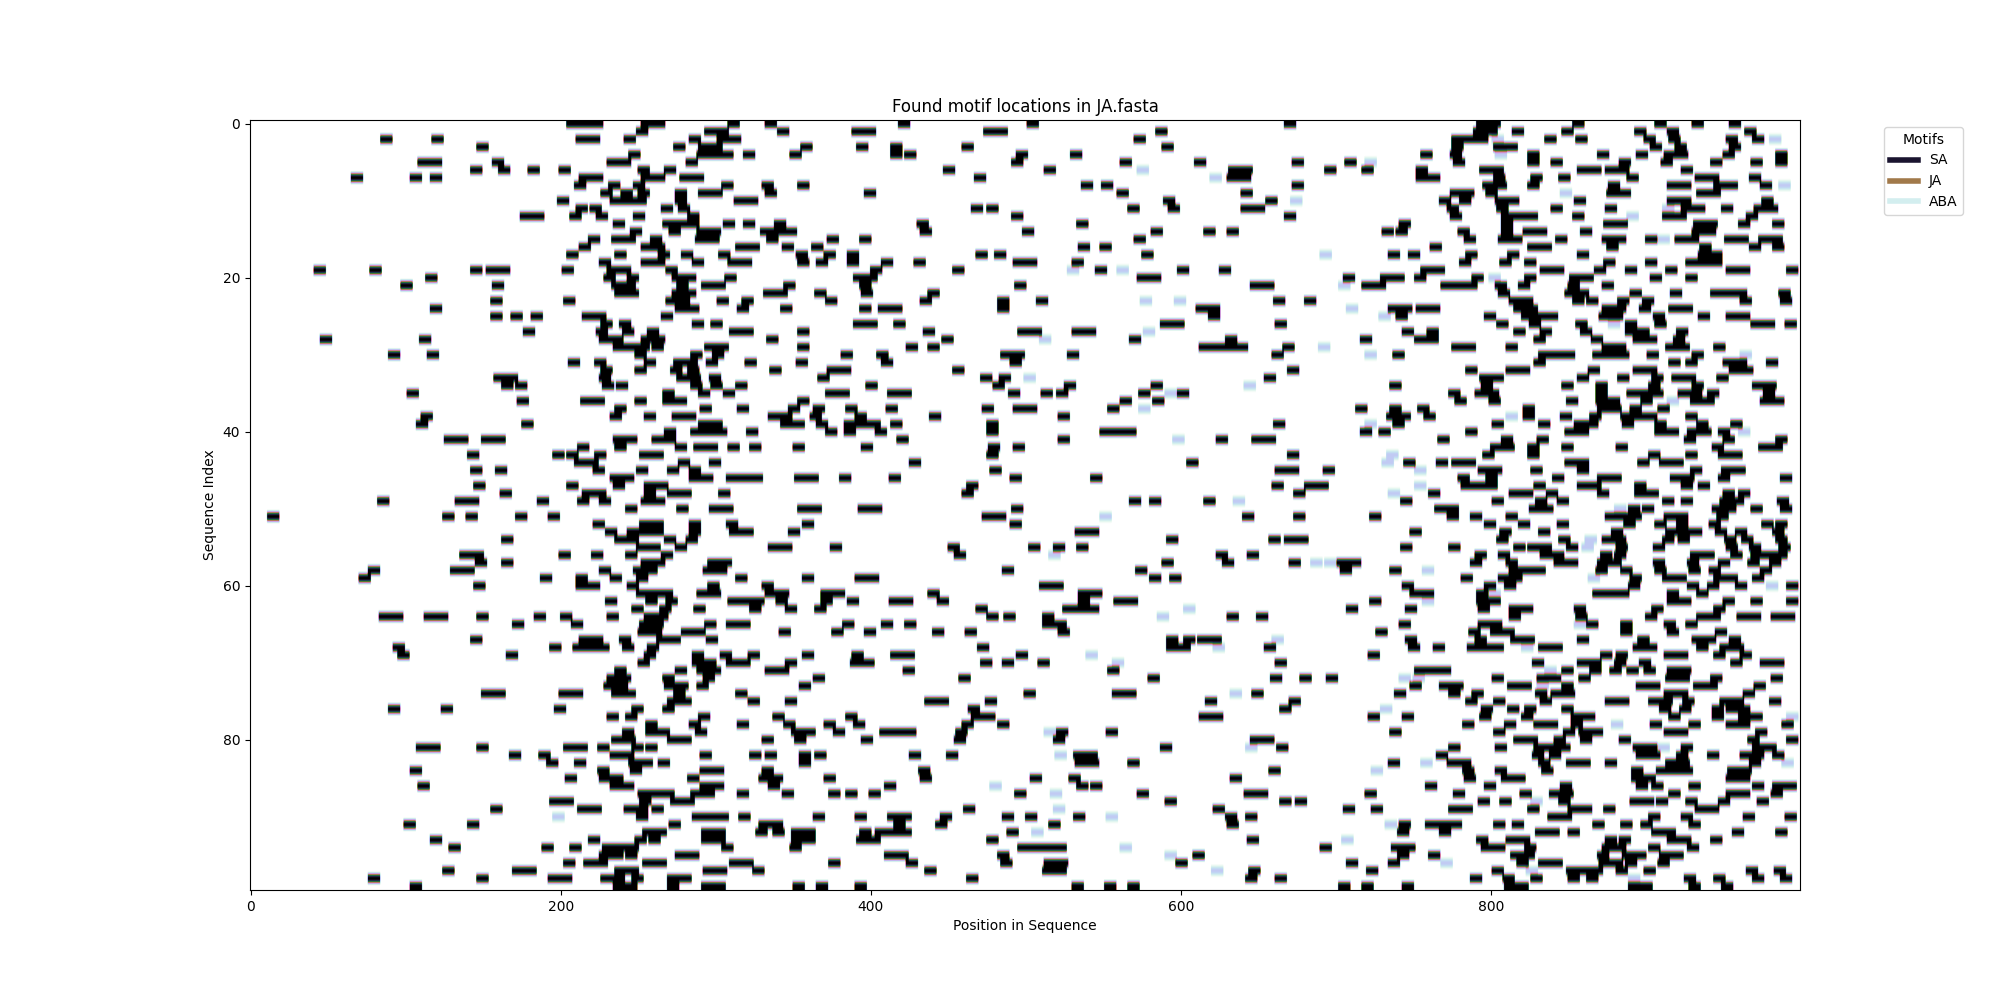 Found motif locations in JA.fasta
Motifs
SA
JA
ABA
0
20
40
60
80
Sequence Index
0
200
400
600
800
Position in Sequence